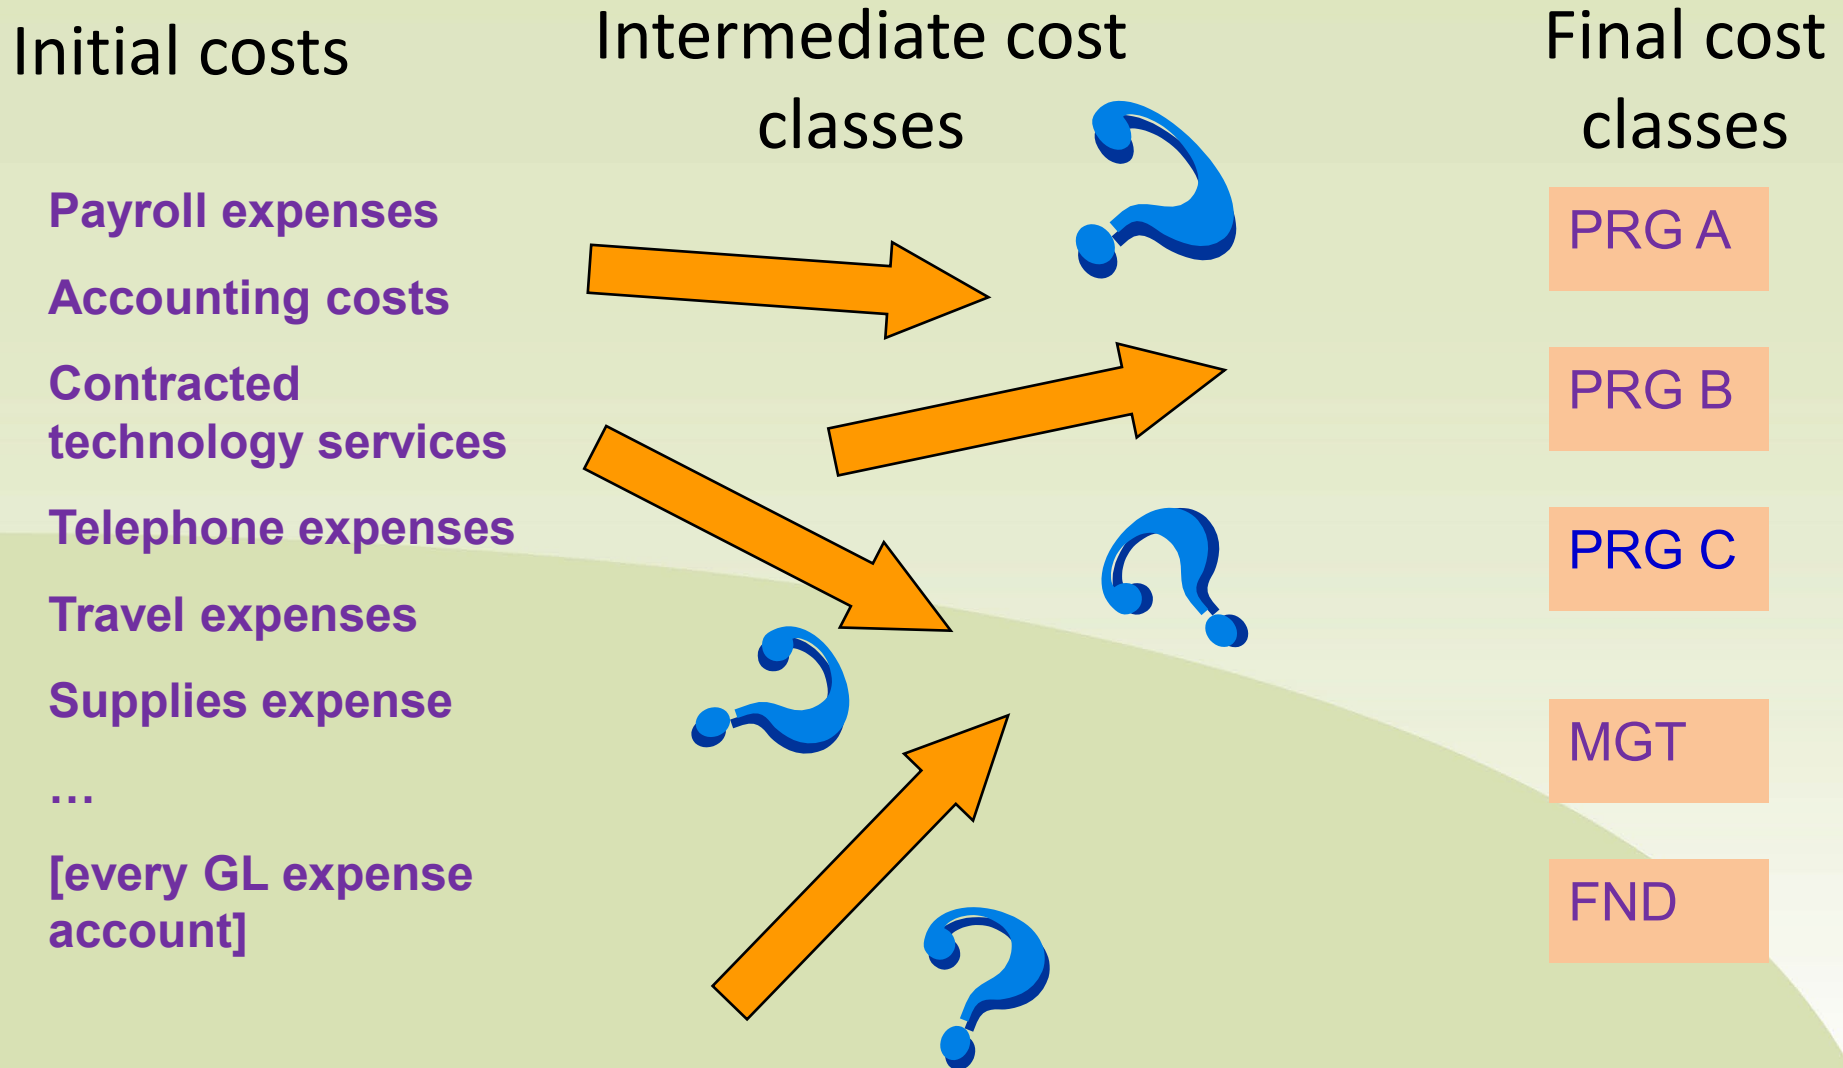 Initial costs
Intermediate cost
classes
Final cost
classes
Payroll expenses
Accounting costs
Contracted
technology services
Telephone expenses
Travel expenses
Supplies expense
…
[every GL expense
account]
PRG A
PRG B
PRG C
MGT
FND